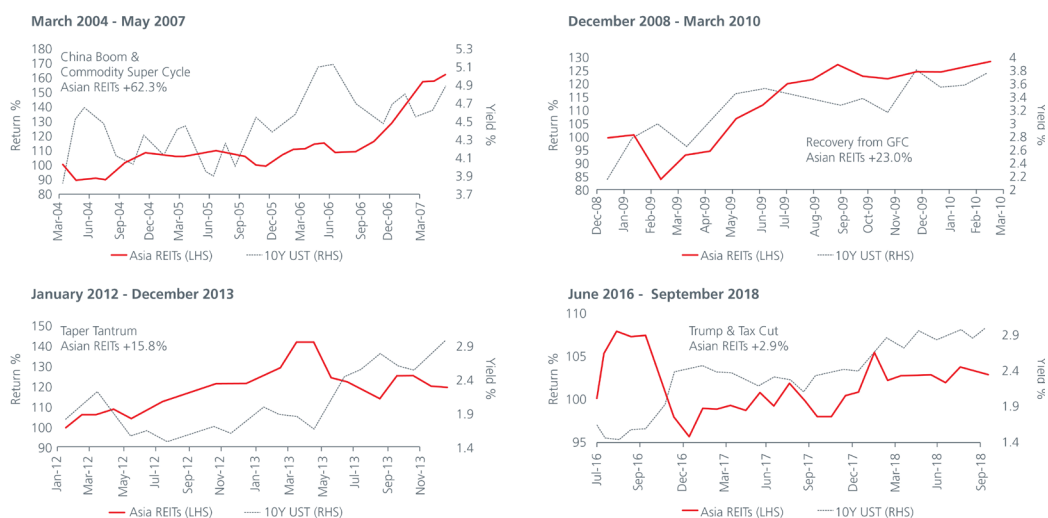 March 2004 - May 2007
180
170
160
150
140
130
120
110
100
90
80
Return %
China Boom &
Commodity Super Cycle
Asian REITs +62.3%
5.3
5.1
4.9
4.7
4.5
4.3
4.1
3.9
3.7
Yield %
Mar-04
Jun-04
Sep-04
Dec-04
Mar-05
Jun-05
Sep-05
Dec-05
Mar-06
Jun-06
Sep-06
Dec-06
Mar-07
Asia REITs (LHS)
10Y UST (RHS)
December 2008 - March 2010
130
125
120
115
110
105
100
95
90
85
80
Return %
Recovery from GFC
Asian REITs +23.0%
4
3.8
3.6
3.4
3.2
3
2.8
2.6
2.4
2.2
2
Yield %
Dec-08
Jan-09
Feb-09
Mar-09
Apr-09
May-09
Jun-09
Jul-09
Aug-09
Sep-09
Oct-09
Nov-09
Dec-09
Jan-10
Feb-10
Mar-10
Asia REITs (LHS)
10Y UST (RHS)
January 2012 - December 2013
150
140
130
120
110
100
90
Return %
Taper Tantrum
Asian REITs +15.8%
2.9
2.4
1.9
1.4
Yield %
Jan-12
Mar-12
May-12
Jul-12
Sep-12
Nov-12
Jan-13
Mar-13
May-13
Jul-13
Sep-13
Nov-13
Asia REITs (LHS)
10Y UST (RHS)
June 2016 - September 2018
110
105
100
95
Return %
Trump & Tax Cut
Asian REITs +2.9%
2.9
2.4
1.9
1.4
Yield %
Jul-16
Sep-16
Dec-16
Mar-17
Jun-17
Sep-17
Dec-17
Mar-18
Jun-18
Sep-18
Asia REITs (LHS)
10Y UST (RHS)